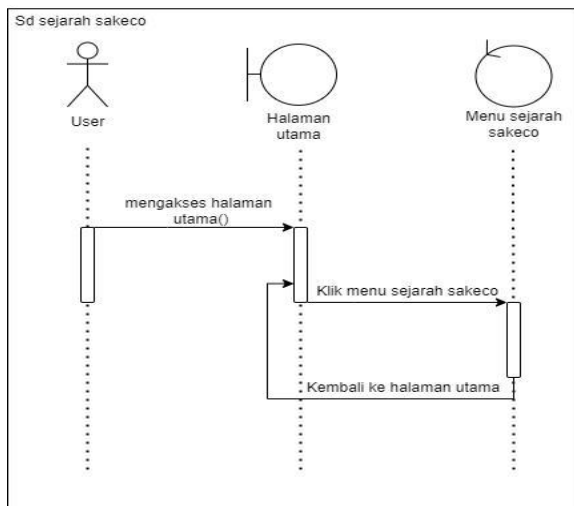 Sd sejarah sakeco
User
Halaman
utama
Menu sejarah
sakeco
mengakses halaman
utama()
Klik menu sejarah sakeco
Kembali ke halaman utama